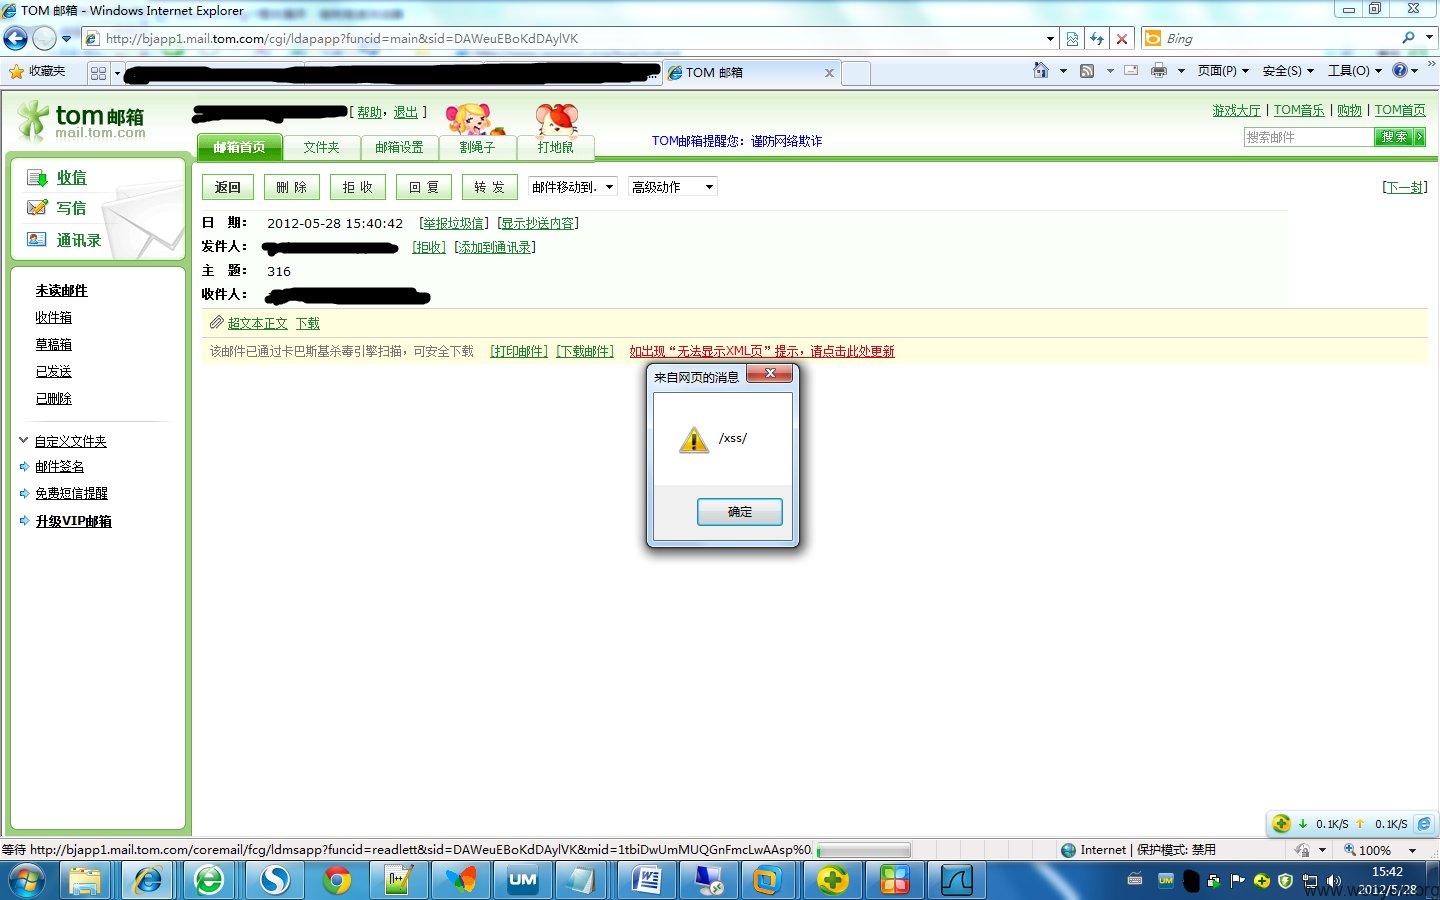 TOM 邮箱 - Windows Internet Explorer
http://bjapp1.mail.tom.com/cgi/ldapapp?funcid=main&sid=DAWeuEBoKdDAylVK
Bing
收藏夹
TOM 邮箱
页面(P)
安全(S)
工具(O)
tom 邮箱
mail.tom.com
[ 帮助, 退出 ]
游戏大厅 | TOM音乐 | 购物 | TOM首页
邮箱首页
文件夹
邮箱设置
割绳子
打地鼠
TOM邮箱提醒您：谨防网络欺诈
搜索邮件
搜索
收信
写信
通讯录
返回
删 除
拒 收
回 复
转 发
邮件移动到.
高级动作
[下一封]
日 期： 2012-05-28 15:40:42 [举报垃圾信] [显示抄送内容]
发件人： [拒收] [添加到通讯录]
主 题： 316
收件人：
超文本正文 下载
该邮件已通过卡巴斯基杀毒引擎扫描，可安全下载 [打印邮件] [下载邮件] 如出现“无法显示XML页”提示，请点击此处更新
未读邮件
收件箱
草稿箱
已发送
已删除
自定义文件夹
邮件签名
免费短信提醒
升级VIP邮箱
来自网页的消息
/xss/
确定
0.1K/S
0.1K/S
等待 http://bjapp1.mail.tom.com/coremail/fcg/ldmsapp?funcid=readlett&sid=DAWeuEBoKdDAylVK&mid=1tbiDwUmMUQGnFmcLwAAsp%0
Internet | 保护模式: 禁用
100%
UM
UM
15:42
2012/5/28